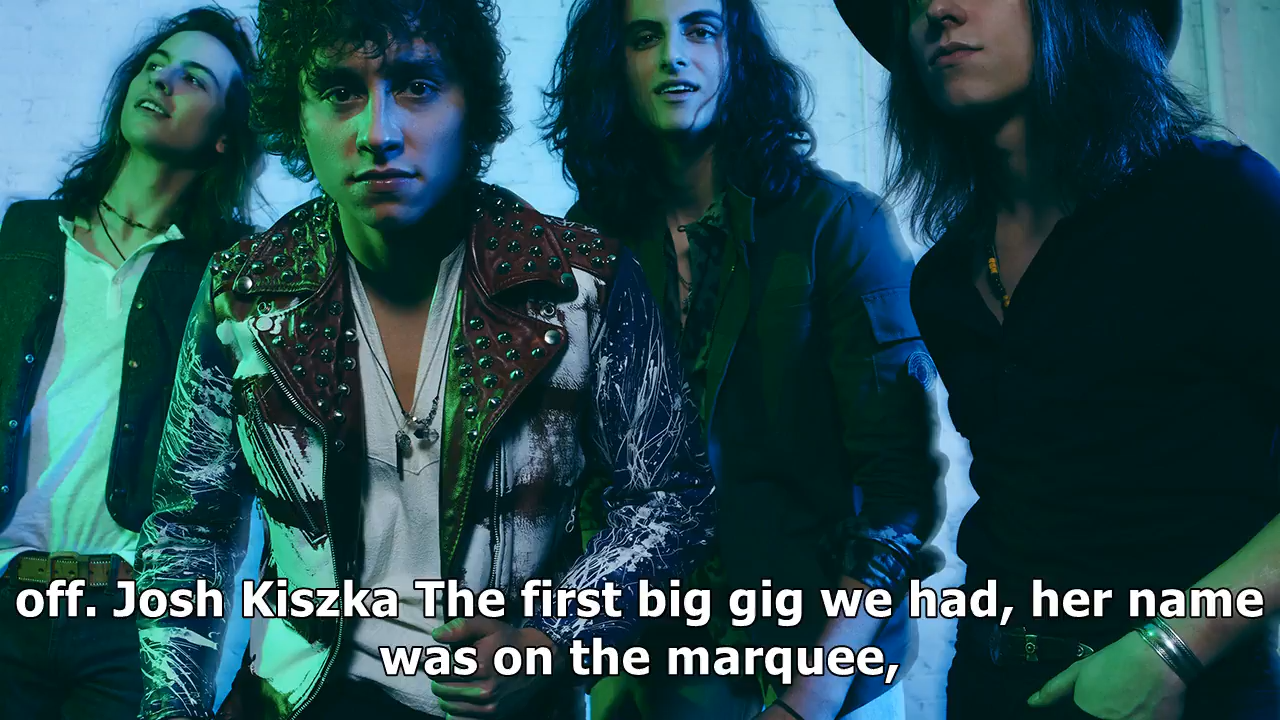 off. Josh Kiszka The first big gig we had, her name
was on the marquee,